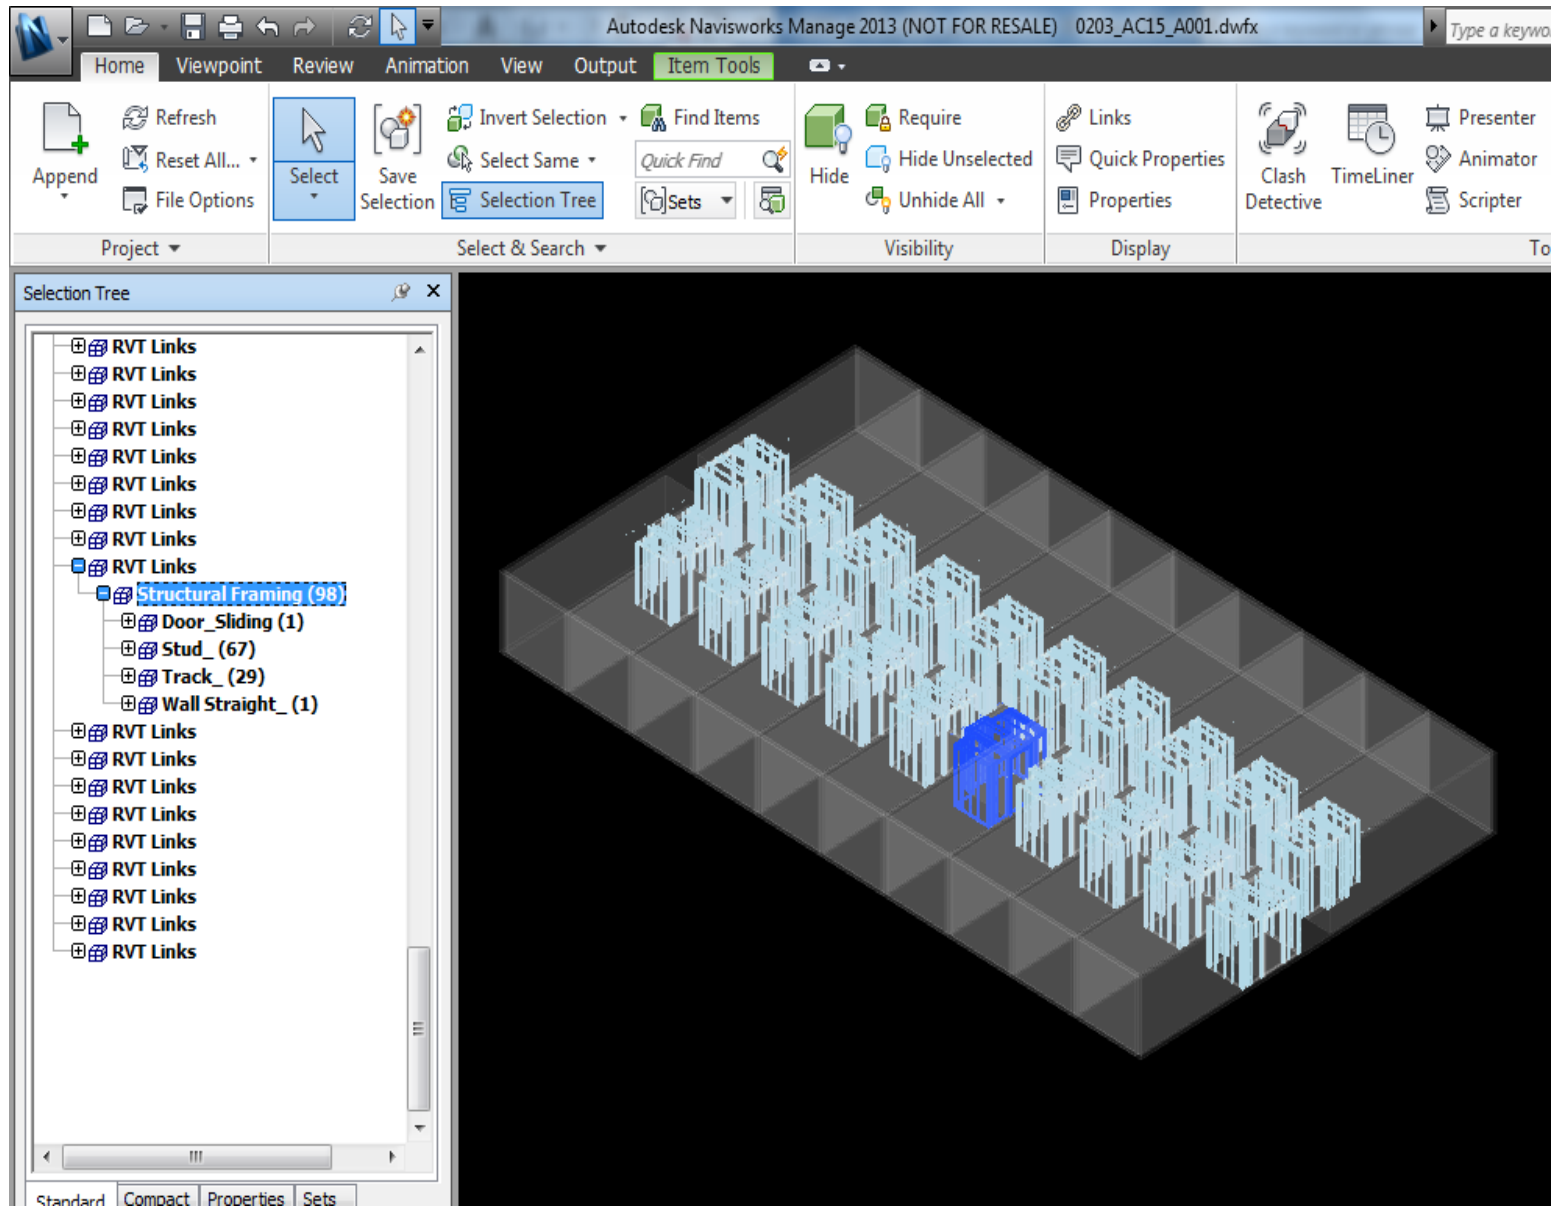 Autodesk Navisworks Manage 2013 (NOT FOR RESALE) 0203_AC15_A001.dwfx
Type a keywo
Home Viewpoint Review Animation View Output Item Tools
Append
Refresh
Reset All...
File Options
Project
Select
Save Selection
Invert Selection
Select Same
Selection Tree
Find Items
Quick Find
Sets
Select & Search
Hide
Require
Hide Unselected
Unhide All
Visibility
Links
Quick Properties
Properties
Display
Clash Detective
TimeLiner
Presenter
Animator
Scripter
To
Selection Tree
RVT Links
RVT Links
RVT Links
RVT Links
RVT Links
RVT Links
RVT Links
RVT Links
RVT Links
Structural Framing (98)
Door_Sliding (1)
Stud_ (67)
Track_ (29)
Wall Straight_ (1)
RVT Links
RVT Links
RVT Links
RVT Links
RVT Links
RVT Links
RVT Links
RVT Links
RVT Links
Standard Compact Properties Sets